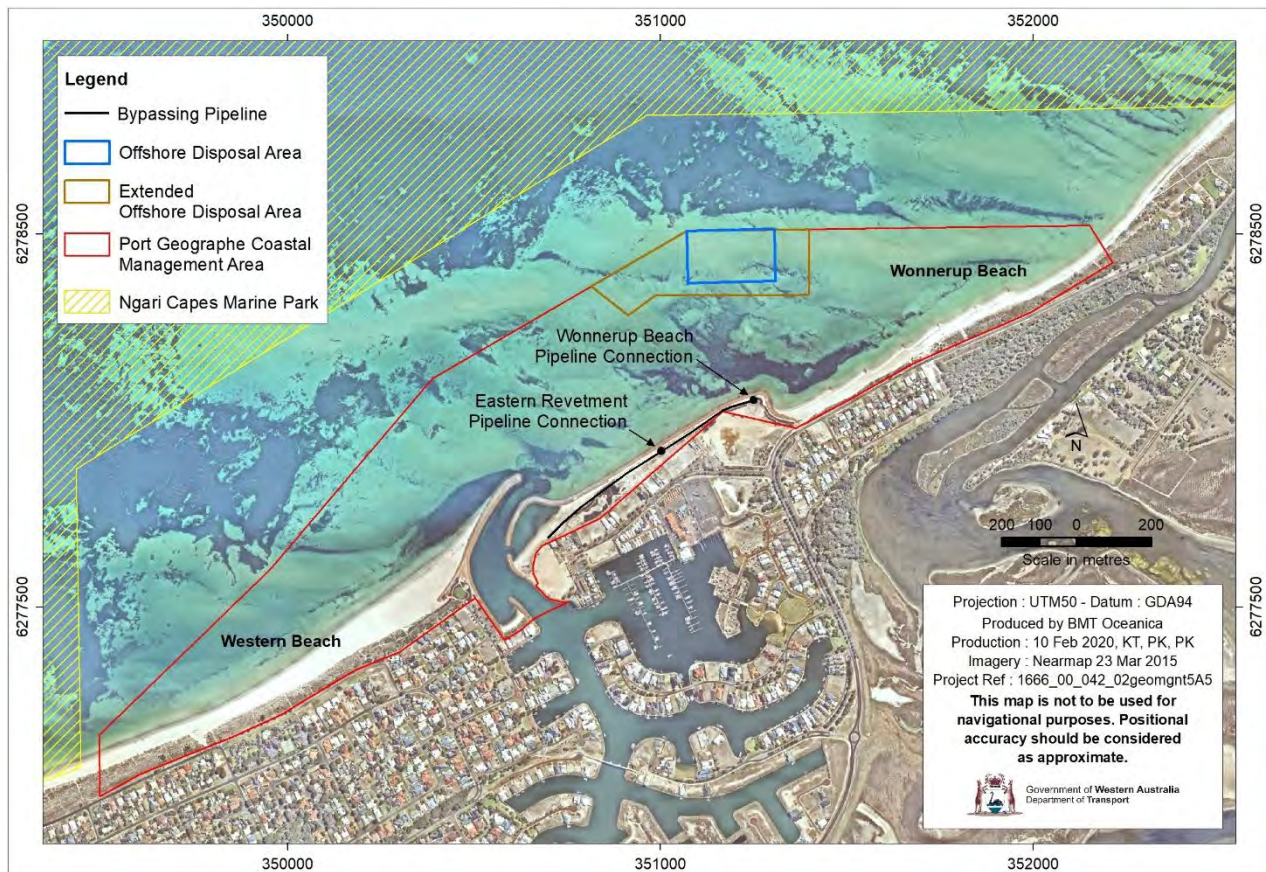 350000
351000
352000
Legend
Bypassing Pipeline
Offshore Disposal Area
Extended
Offshore Disposal Area
Port Geographe Coastal
Management Area
Ngari Capes Marine Park
6278500
6278500
Wonnerup Beach
Wonnerup Beach
Pipeline Connection
Eastern Revetment
Pipeline Connection
N
200 100 0 200
Scale in metres
6277500
6277500
Western Beach
Projection : UTM50 - Datum : GDA94
Produced by BMT Oceanica
Production : 10 Feb 2020, KT, PK, PK
Imagery : Nearmap 23 Mar 2015
Project Ref : 1666_00_042_02geomgnt5A5
This map is not to be used for
navigational purposes. Positional
accuracy should be considered
as approximate.
Government of Western Australia
Department of Transport
350000
351000
352000